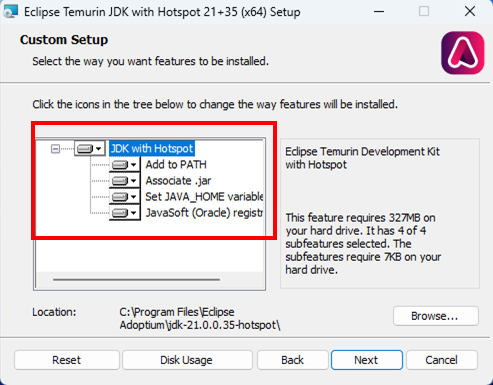 Eclipse Temurin JDK with Hotspot 21+35 (x64) Setup
Custom Setup
Select the way you want features to be installed.
Click the icons in the tree below to change the way features will be installed.
JDK with Hotspot
Add to PATH
Associate .jar
Set JAVA_HOME variable
JavaSoft (Oracle) registr
Eclipse Temurin Development Kit
with Hotspot
This feature requires 327MB on
your hard drive. It has 4 of 4
subfeatures selected. The
subfeatures require 7KB on your
hard drive.
Location:
C:\Program Files\Eclipse
Adoptium\jdk-21.0.0.35-hotspot\
Browse...
Reset
Disk Usage
Back
Next
Cancel